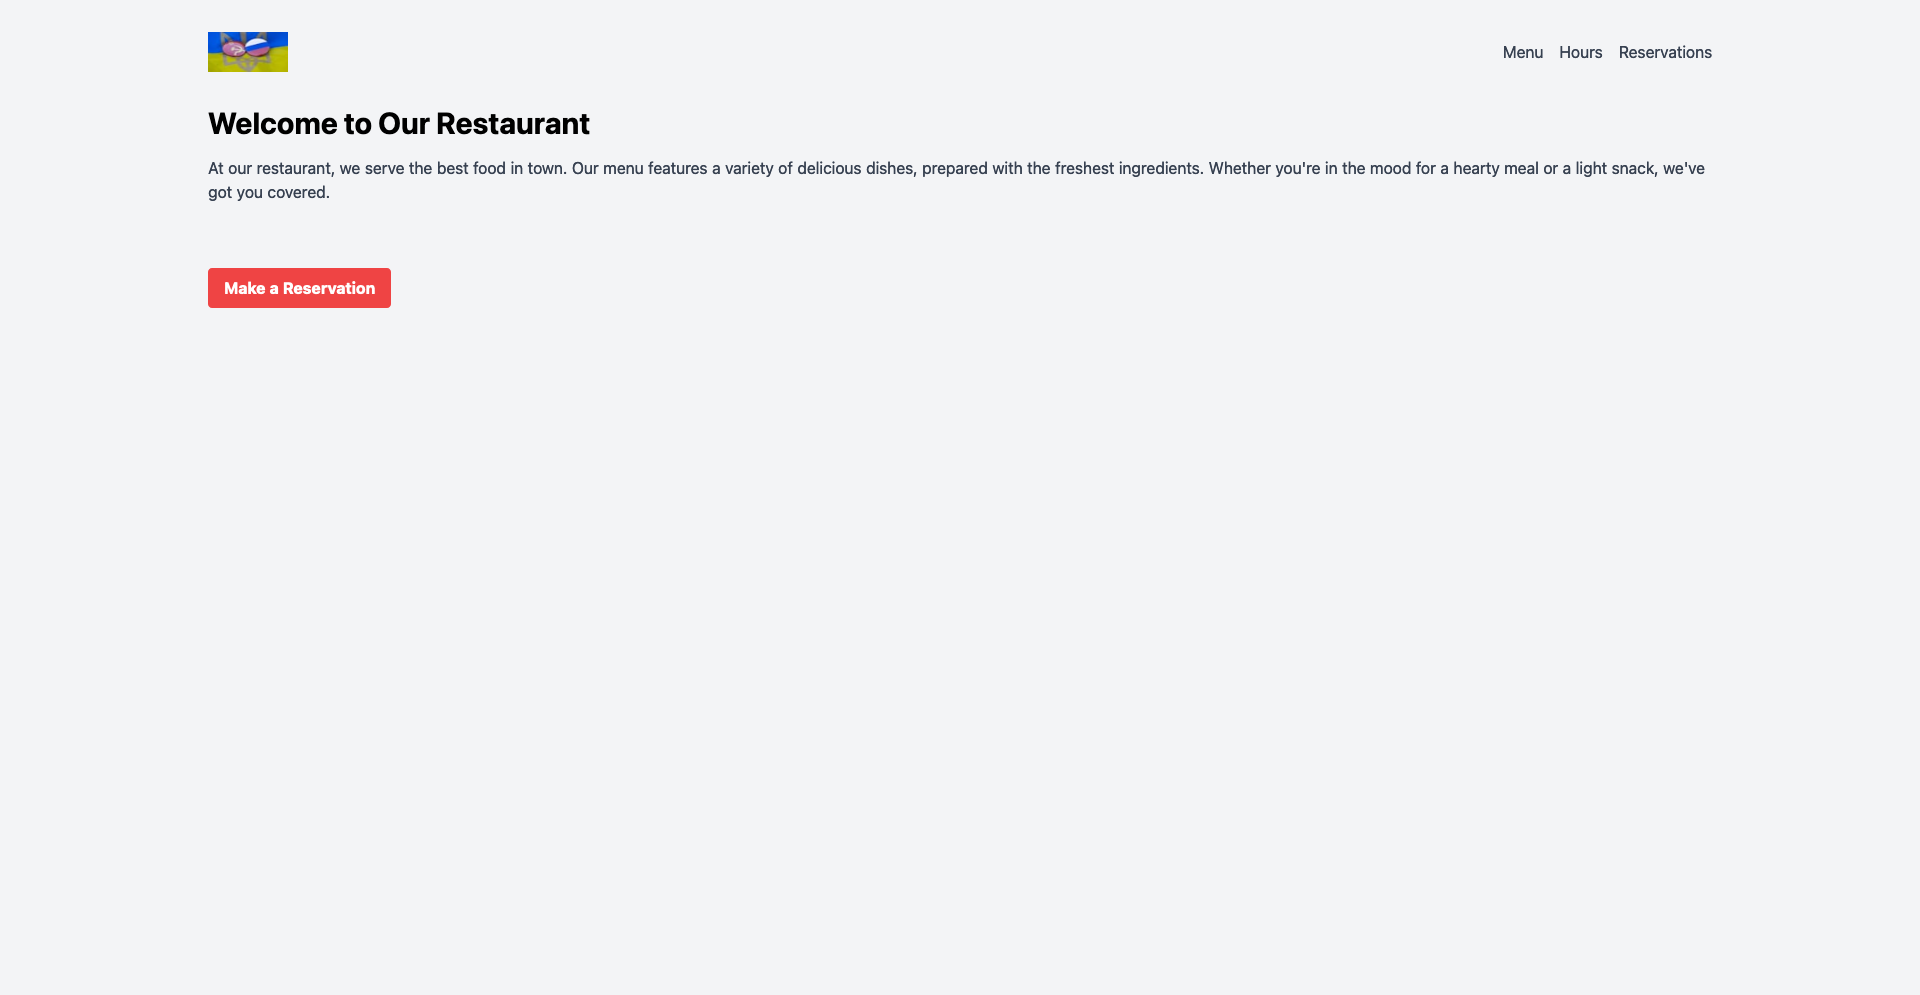 Menu
Hours
Reservations
Welcome to Our Restaurant
At our restaurant, we serve the best food in town. Our menu features a variety of delicious dishes, prepared with the freshest ingredients. Whether you're in the mood for a hearty meal or a light snack, we've
got you covered.
Make a Reservation